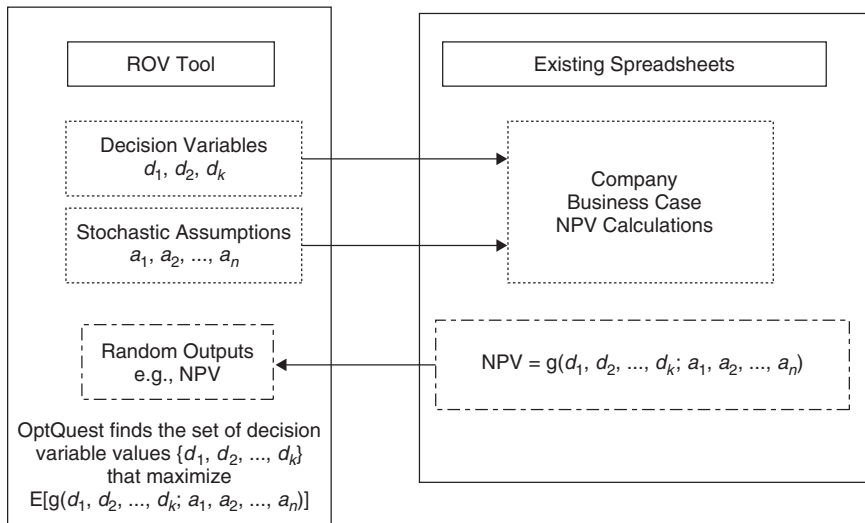 ROV Tool
Decision Variables
d₁, d₂, dₖ
Stochastic Assumptions
a₁, a₂, ..., aₙ
Random Outputs
e.g., NPV
OptQuest finds the set of decision
variable values {d₁, d₂, ..., dₖ}
that maximize
E[g(d₁, d₂, ..., dₖ; a₁, a₂, ..., aₙ)]
Existing Spreadsheets
Company
Business Case
NPV Calculations
NPV = g(d₁, d₂, ..., dₖ; a₁, a₂, ..., aₙ)